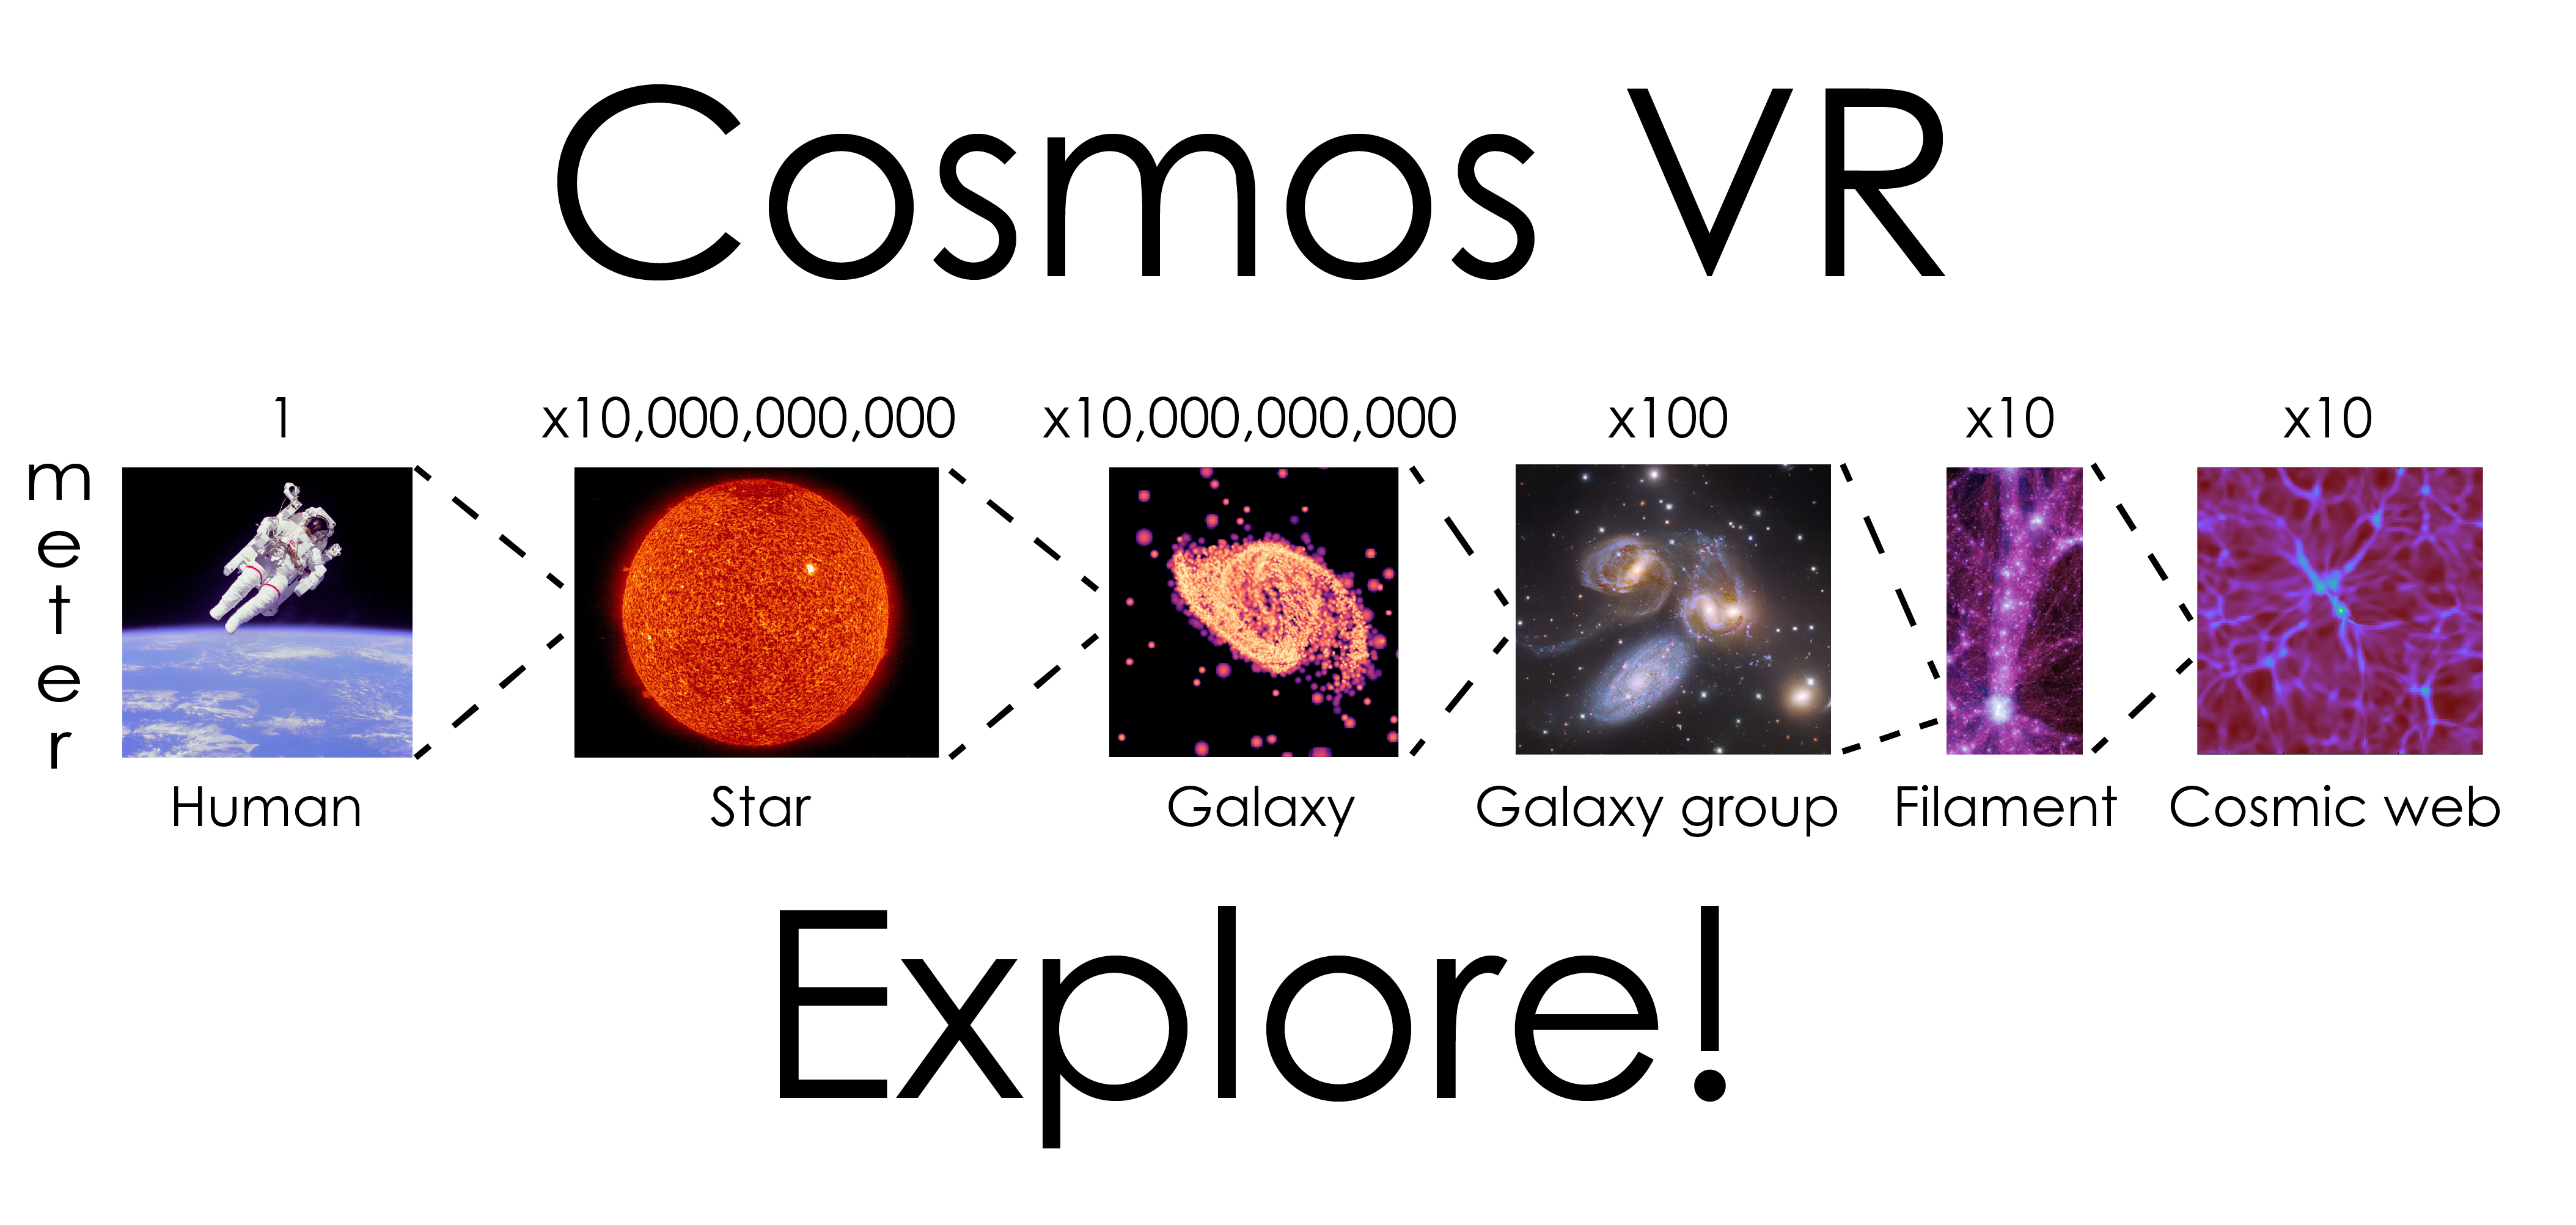 Cosmos VR
1 x10,000,000,000 x10,000,000,000 x100 x10 x10
meter
Human Star Galaxy Galaxy group Filament Cosmic web
Explore!